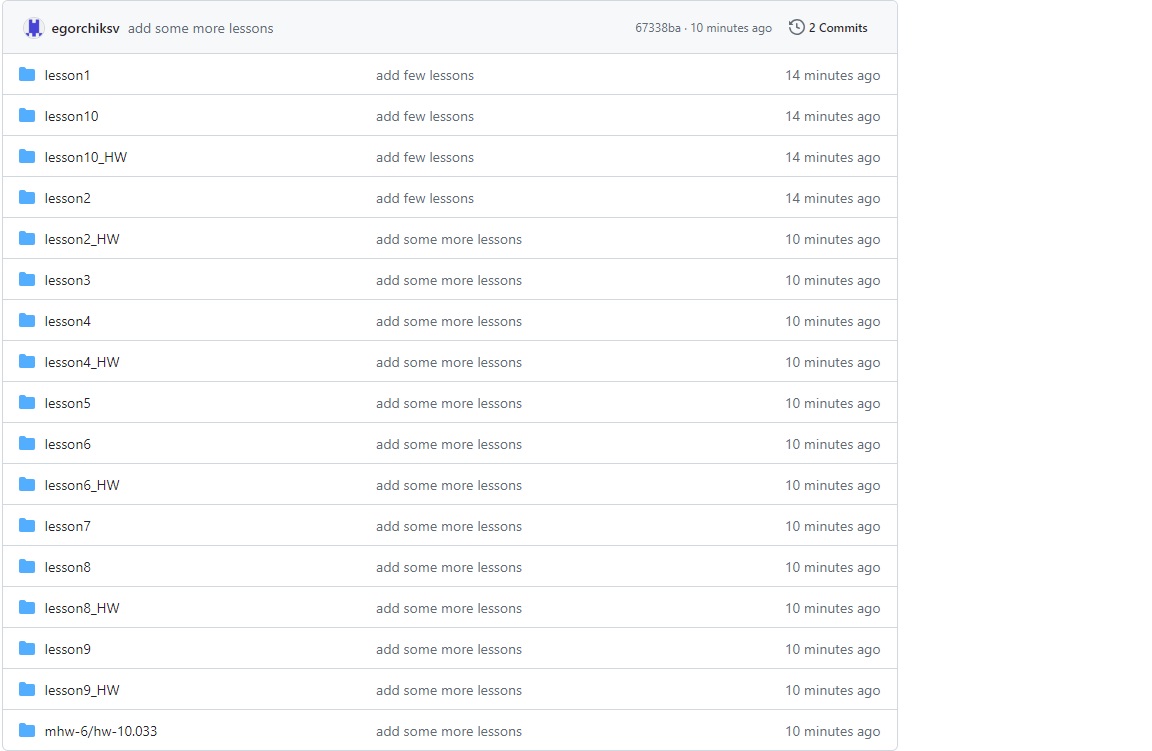 egorchiksv add some more lessons 67338ba · 10 minutes ago 2 Commits
lesson1 add few lessons 14 minutes ago
lesson10 add few lessons 14 minutes ago
lesson10_HW add few lessons 14 minutes ago
lesson2 add few lessons 14 minutes ago
lesson2_HW add some more lessons 10 minutes ago
lesson3 add some more lessons 10 minutes ago
lesson4 add some more lessons 10 minutes ago
lesson4_HW add some more lessons 10 minutes ago
lesson5 add some more lessons 10 minutes ago
lesson6 add some more lessons 10 minutes ago
lesson6_HW add some more lessons 10 minutes ago
lesson7 add some more lessons 10 minutes ago
lesson8 add some more lessons 10 minutes ago
lesson8_HW add some more lessons 10 minutes ago
lesson9 add some more lessons 10 minutes ago
lesson9_HW add some more lessons 10 minutes ago
mhw-6/hw-10.033 add some more lessons 10 minutes ago